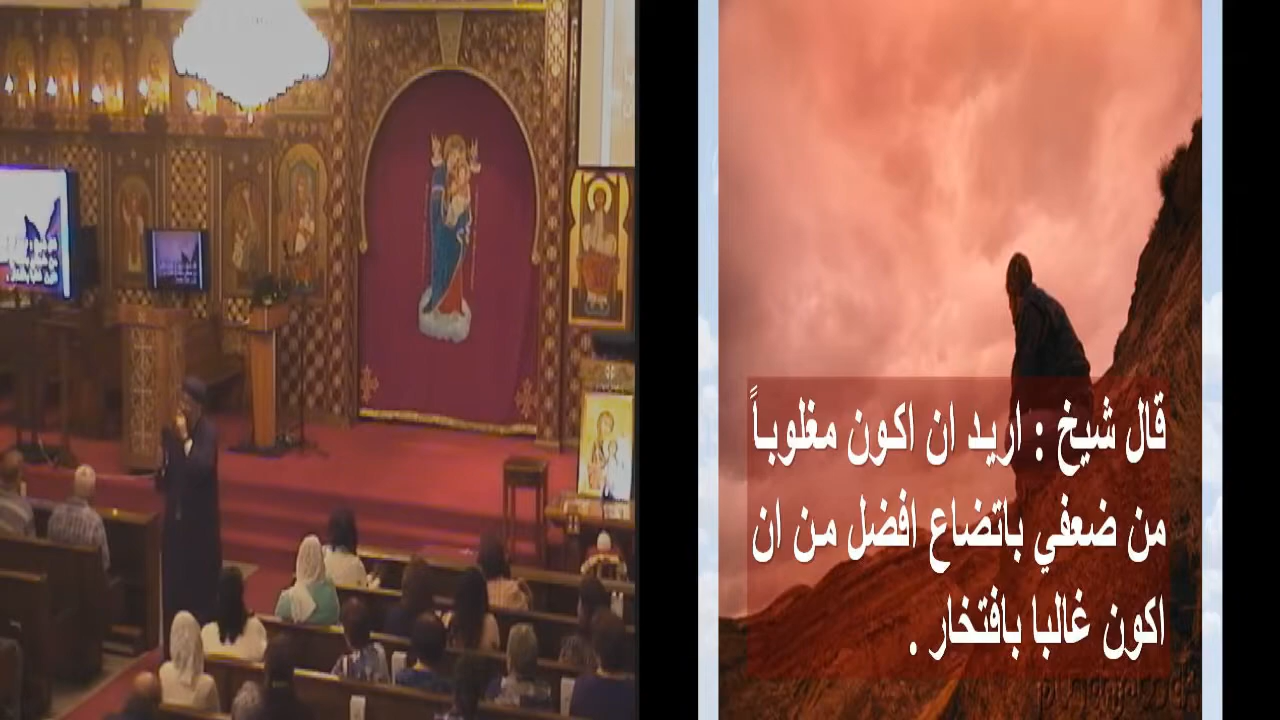 قال شيخ : اريد ان اكون مغلوباً
من ضعفي باتضاع افضل من ان
اكون غالبا بافتخار .